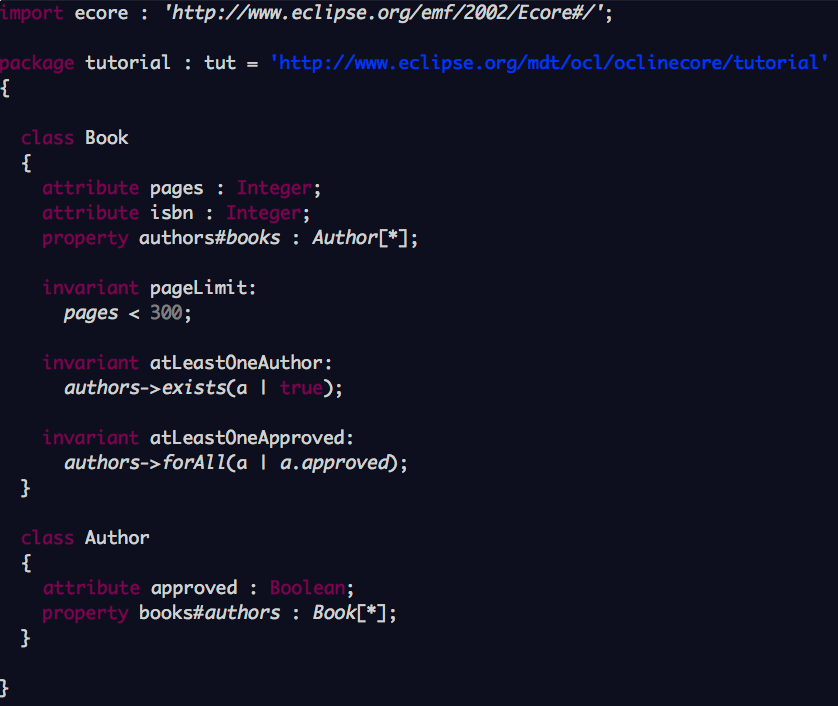 import ecore : 'http://www.eclipse.org/emf/2002/Ecore#/';
package tutorial : tut = 'http://www.eclipse.org/mdt/ocl/oclinecore/tutorial'
{
class Book
{
attribute pages : Integer;
attribute isbn : Integer;
property authors#books : Author[*];
invariant pageLimit:
pages < 300;
invariant atLeastOneAuthor:
authors->exists(a | true);
invariant atLeastOneApproved:
authors->forAll(a | a.approved);
}
class Author
{
attribute approved : Boolean;
property books#authors : Book[*];
}
}